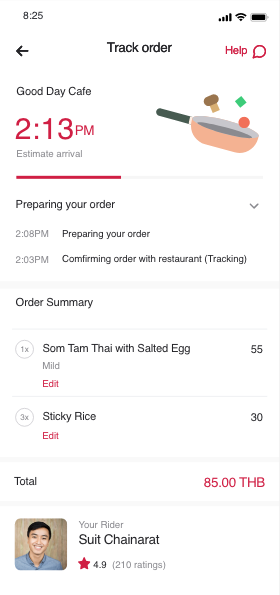 8:25
Track order
Help
Good Day Cafe
2:13PM
Estimate arrival
Preparing your order
2:08PM Preparing your order
2:03PM Comfirming order with restaurant (Tracking)
Order Summary
1x Som Tam Thai with Salted Egg 55
Mild
Edit
3x Sticky Rice 30
Edit
Total 85.00 THB
Your Rider
Suit Chainarat
4.9 (210 ratings)